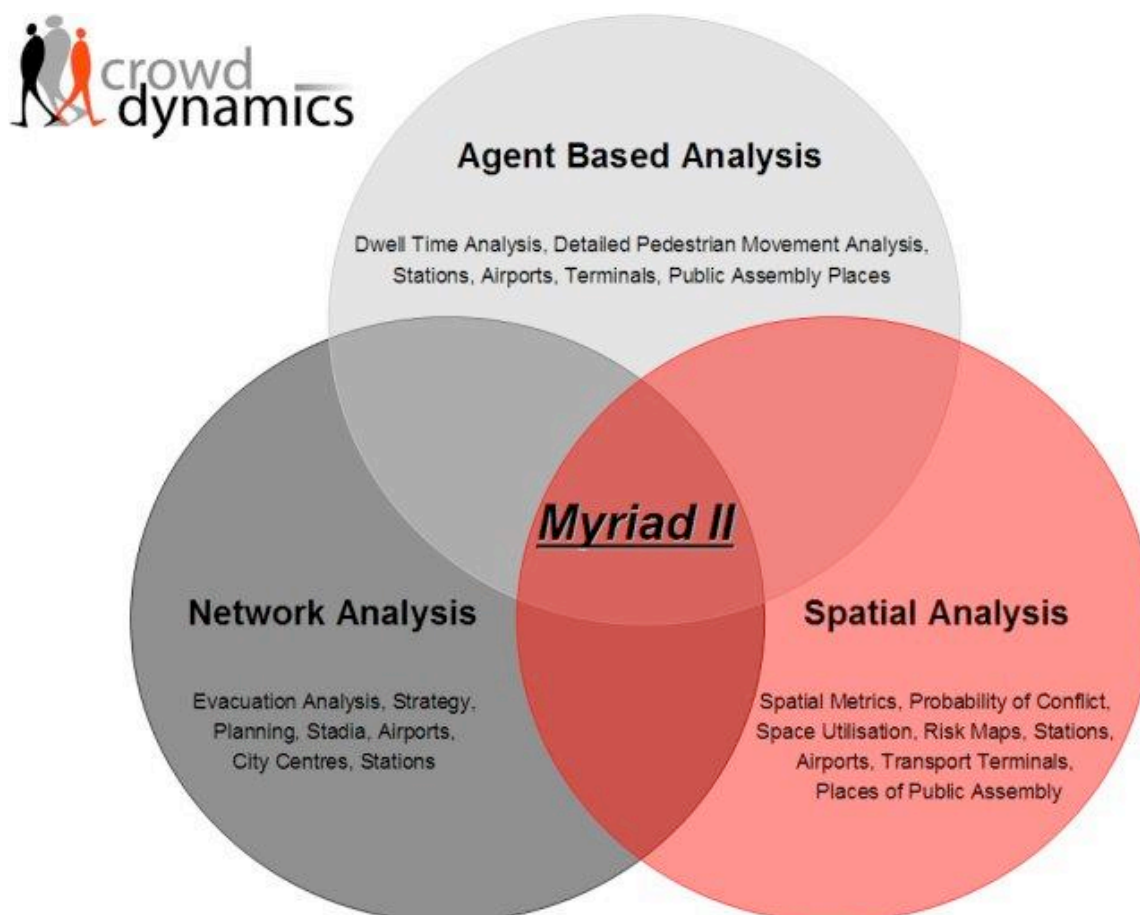 crowd
dynamics
Agent Based Analysis
Dwell Time Analysis, Detailed Pedestrian Movement Analysis,
Stations, Airports, Terminals, Public Assembly Places
Myriad II
Network Analysis
Evacuation Analysis, Strategy,
Planning, Stadia, Airports,
City Centres, Stations
Spatial Analysis
Spatial Metrics, Probability of Conflict,
Space Utilisation, Risk Maps, Stations,
Airports, Transport Terminals,
Places of Public Assembly